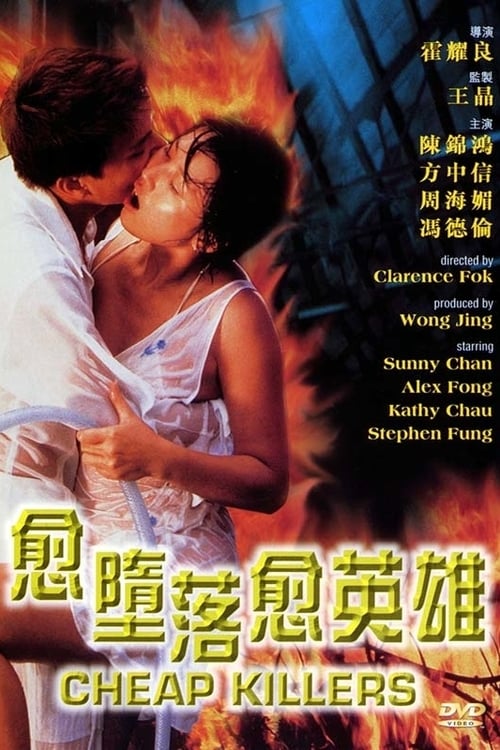 導演
霍耀良
監製
王晶
主演
陳錦鴻
方中信
周海媚
馮德倫
directed by
Clarence Fok
produced by
Wong Jing
starring
Sunny Chan
Alex Fong
Kathy Chau
Stephen Fung
愈墮落愈英雄
CHEAP KILLERS
DVD
VIDEO